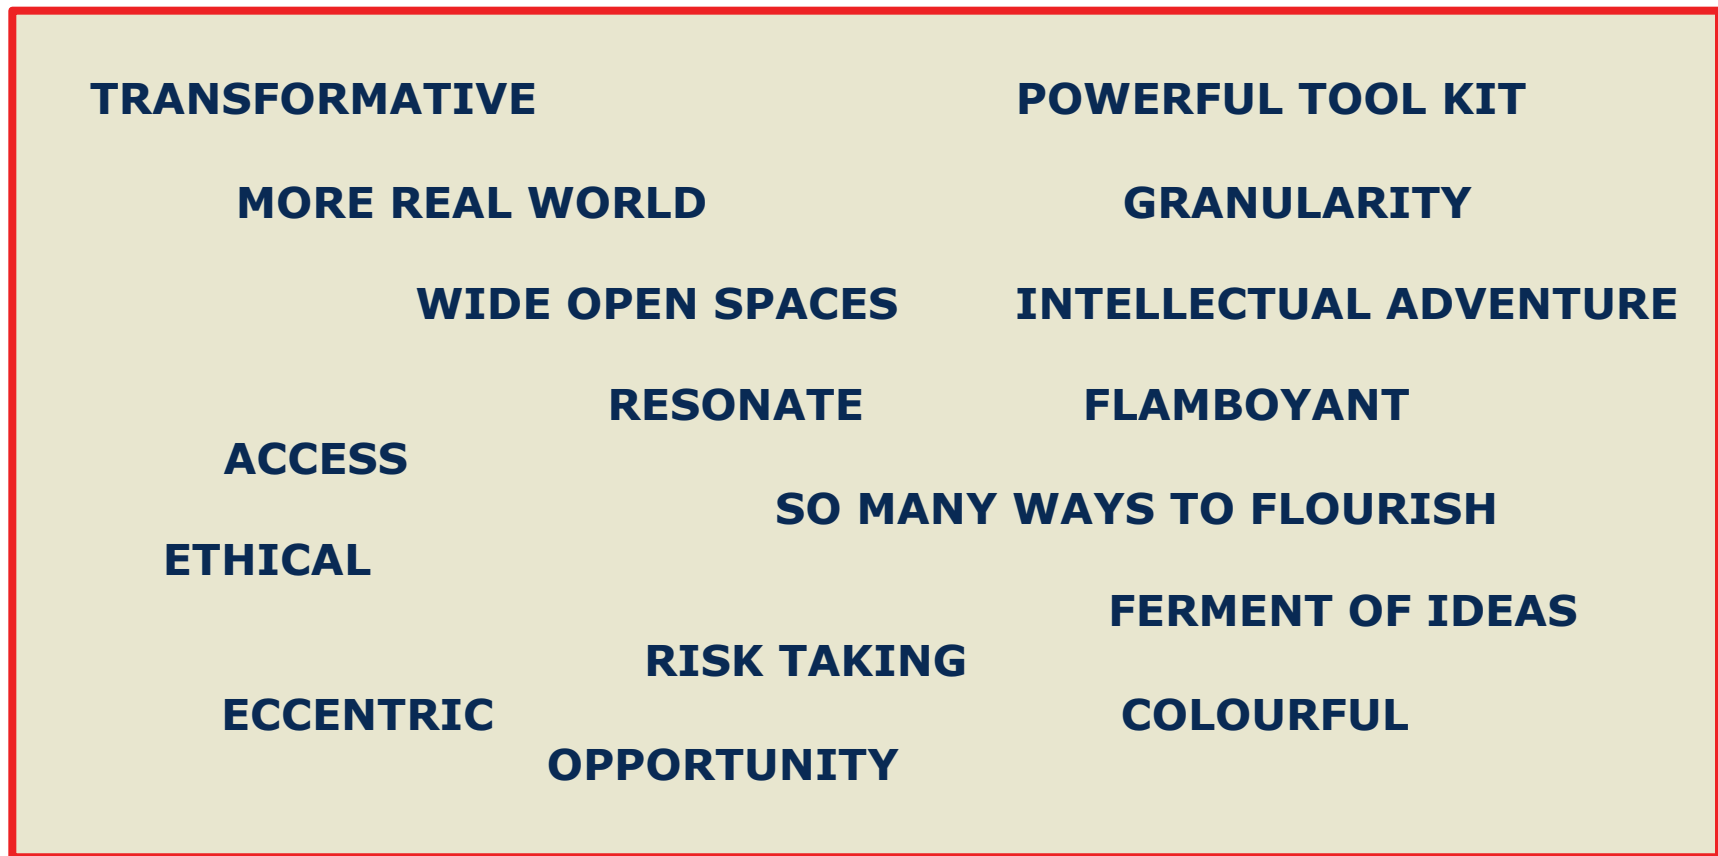 TRANSFORMATIVE
POWERFUL TOOL KIT
MORE REAL WORLD
GRANULARITY
WIDE OPEN SPACES
INTELLECTUAL ADVENTURE
RESONATE
FLAMBOYANT
ACCESS
SO MANY WAYS TO FLOURISH
ETHICAL
FERMENT OF IDEAS
RISK TAKING
ECCENTRIC
COLOURFUL
OPPORTUNITY